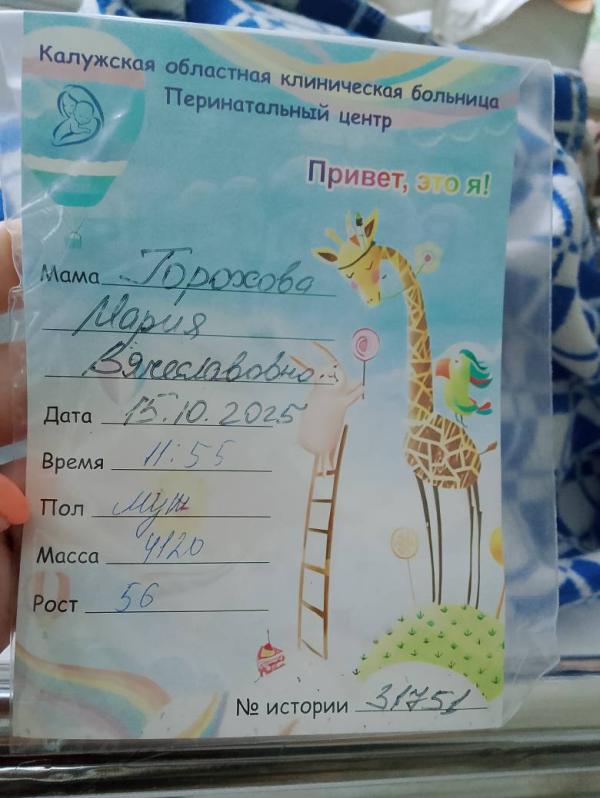 Калужская областная клиническая больница
Перинатальный центр
Привет, это я!
Мама Горохова
Мария
Вячеславовна
Дата 15.10.2025
Время 11:55
Пол муж
Масса 4120
Рост 56
№ истории 31751